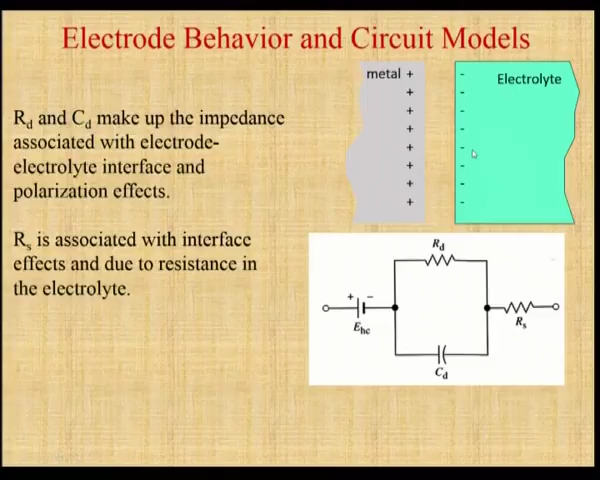 Electrode Behavior and Circuit Models
metal +
+
+
+
+
+
+
+
- Electrolyte
-
-
-
-
-
-
-
Rd and Cd make up the impedance
associated with electrode-
electrolyte interface and
polarization effects.
Rs is associated with interface
effects and due to resistance in
the electrolyte.
Rd
+ −
Ehc
Rs
Cd